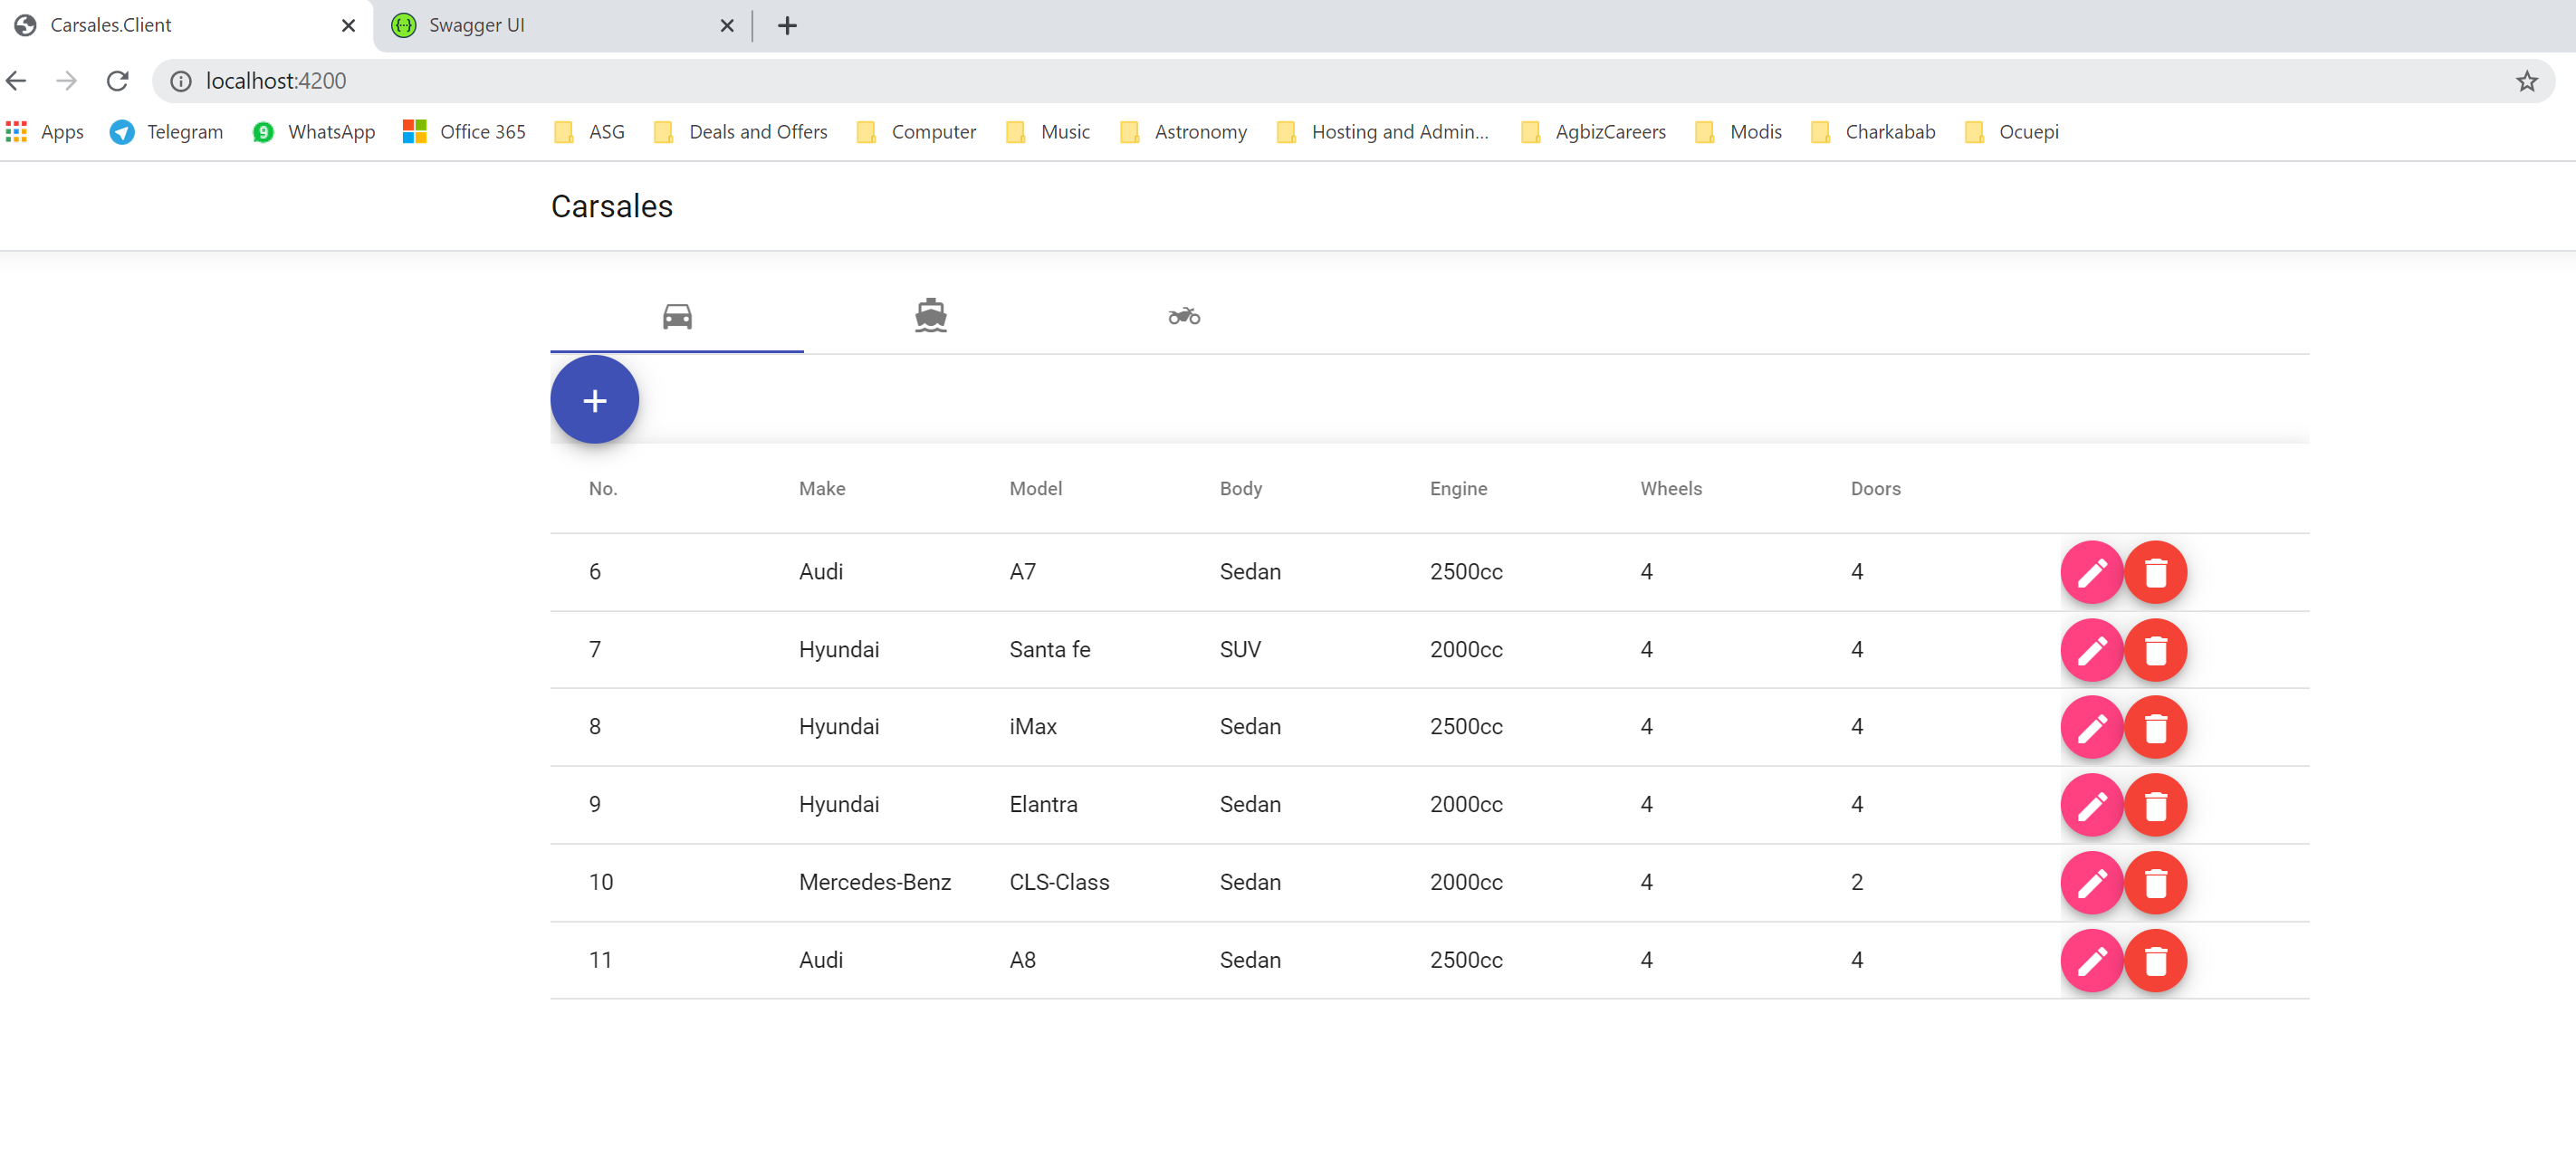 Carsales.Client Swagger UI
localhost:4200
Apps Telegram WhatsApp Office 365 ASG Deals and Offers Computer Music Astronomy Hosting and Admin... AgbizCareers Modis Charkabab Ocuepi
Carsales
No. Make Model Body Engine Wheels Doors
6 Audi A7 Sedan 2500cc 4 4
7 Hyundai Santa fe SUV 2000cc 4 4
8 Hyundai iMax Sedan 2500cc 4 4
9 Hyundai Elantra Sedan 2000cc 4 4
10 Mercedes-Benz CLS-Class Sedan 2000cc 4 2
11 Audi A8 Sedan 2500cc 4 4